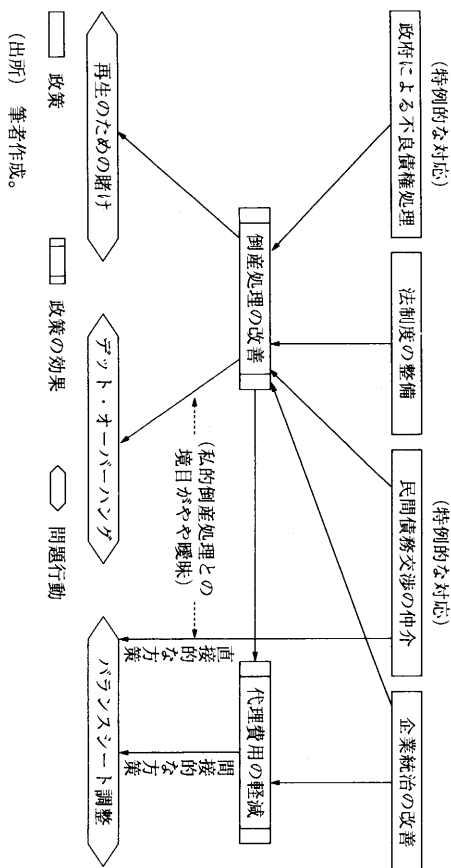 (特例的な対応)
政府による不良債権処理
法制度の整備
(特例的な対応)
民間債務交渉の仲介
企業統治の改善
倒産処理の改善
代理費用の軽減
(私的倒産処理との
境目がやや曖昧)
直接的な方策
間接的な方策
再生のための賭け
デット・オーバーハング
バランスシート調整
政策
政策の効果
問題行動
(出所) 筆者作成。